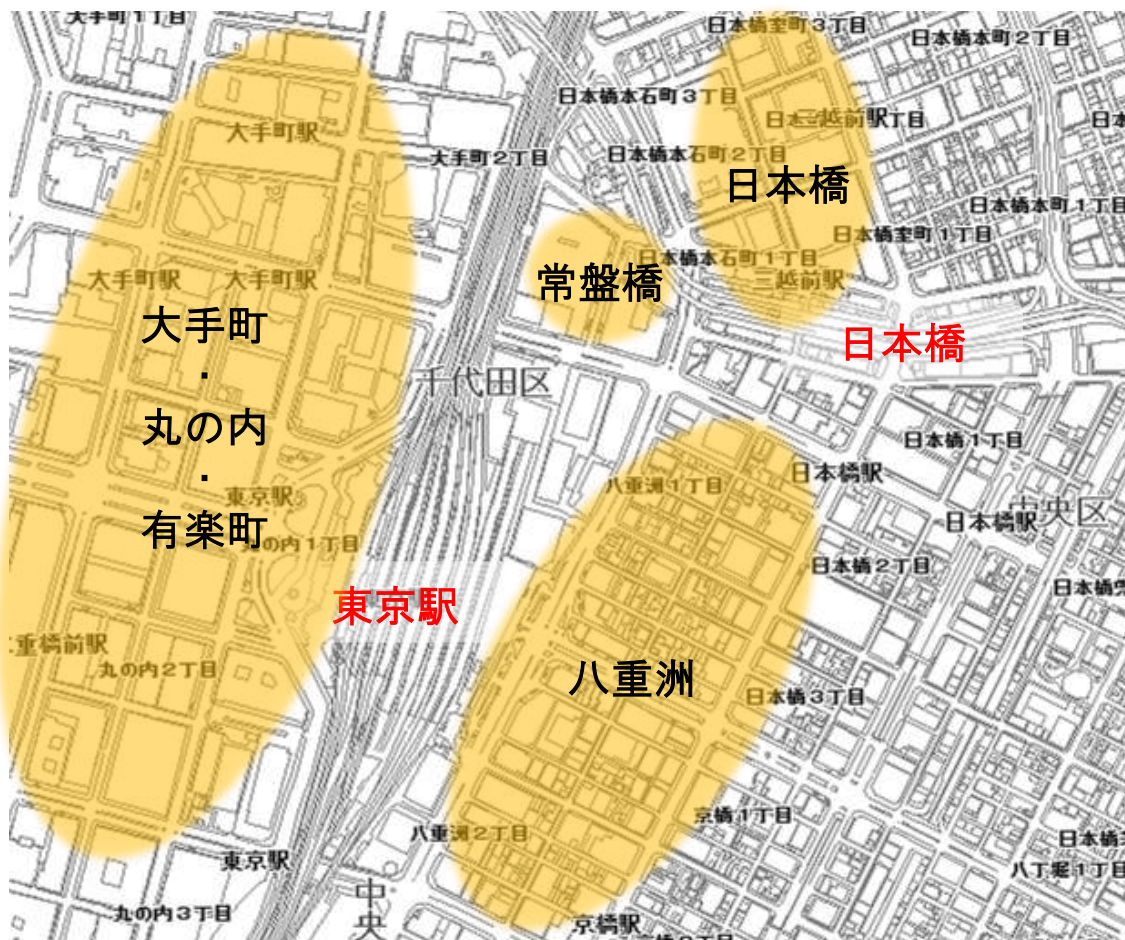 大手町1丁目
日本橋室町3丁目
日本橋本町2丁目
日本橋本石町3丁目
大手町駅
三越前駅
大手町2丁目
日本橋本石町2丁目
日本橋
日本橋本町1丁目
日本橋室町1丁目
日本橋本石町1丁目
常盤橋
三越前駅
大手町駅
大手町駅
大手町
・
丸の内
・
有楽町
日本橋
千代田区
日本橋1丁目
日本橋駅
八重洲1丁目
東京駅
中央区
日本橋駅
丸の内1丁目
日本橋2丁目
東京駅
重橋前駅
丸の内2丁目
八重洲
日本橋3丁目
京橋1丁目
八重洲2丁目
東京駅
八丁堀1丁目
中央
丸の内3丁目
京橋駅